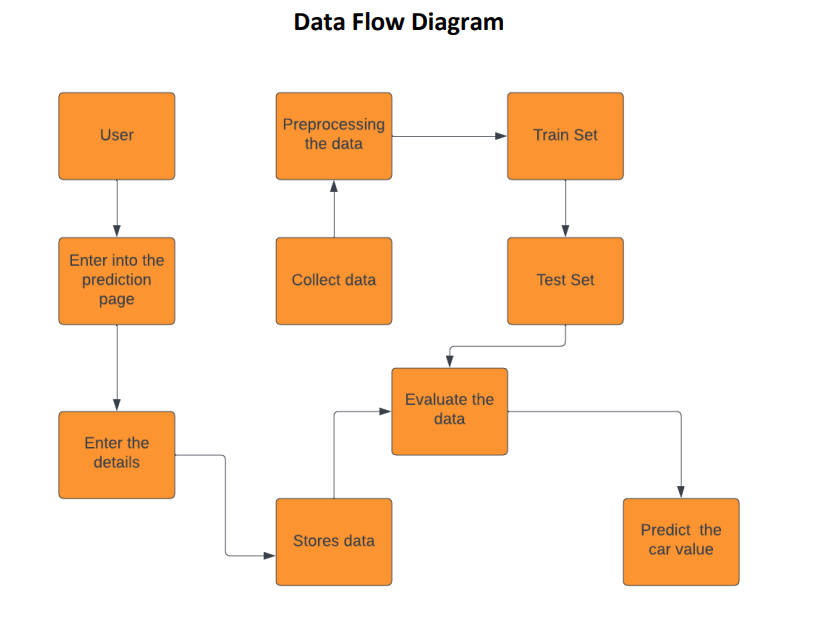 Data Flow Diagram
User
Preprocessing
the data
Train Set
Enter into the
prediction
page
Collect data
Test Set
Evaluate the
data
Enter the
details
Stores data
Predict  the
car value